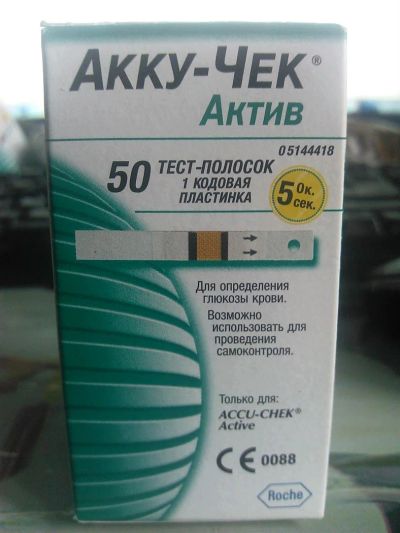 АККУ-ЧЕК®
АКТИВ
05144418
50 ТЕСТ-ПОЛОСОК
1 КОДОВАЯ
ПЛАСТИНКА
5 Ок. сек.
Для определения
глюкозы крови.
Возможно
использовать для
проведения
самоконтроля.
Только для:
ACCU-CHEK®
Active
CE 0088
Roche